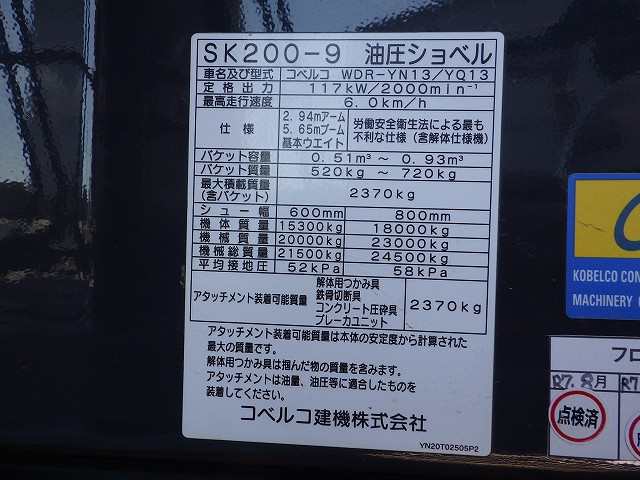 SK200-9 油圧ショベル
車名及び型式 コベルコ WDR-YN13/YQ13
定格出力 117kW/2000min⁻¹
最高走行速度 6.0km/h
仕様 2.94mアーム 5.65mブーム 基本ウエイト 労働安全衛生法による最も不利な仕様(含解体仕様機)
バケット容量 0.51m³ ~ 0.93m³
バケット質量 520kg ~ 720kg
最大積載質量(含バケット) 2370kg
シュー幅 600mm 800mm
機体質量 15300kg 18000kg
機械質量 20000kg 23000kg
機械総質量 21500kg 24500kg
平均接地圧 52kPa 58kPa
アタッチメント装着可能質量 解体用つかみ具 鉄骨切断具 コンクリート圧砕具 ブレーカユニット 2370kg
アタッチメント装着可能質量は本体の安定度から計算された
最大の質量です。
解体用つかみ具は掴んだ物の質量を含みます。
アタッチメントは油量、油圧等に適合したものを
装着してください。
コベルコ建機株式会社
YN20T02505P2
KOBELCO CON
MACHINERY
フロ
R7.8月 R7
点検済